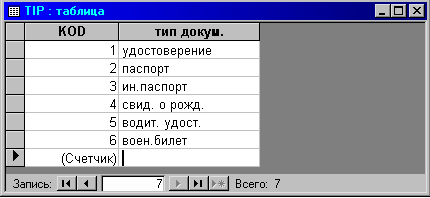 TIP : таблица
KOD тип докум.
1 удостоверение
2 паспорт
3 ин.паспорт
4 свид. о рожд.
5 водит. удост.
6 воен.билет
(Счетчик)
Запись: 7 Всего: 7